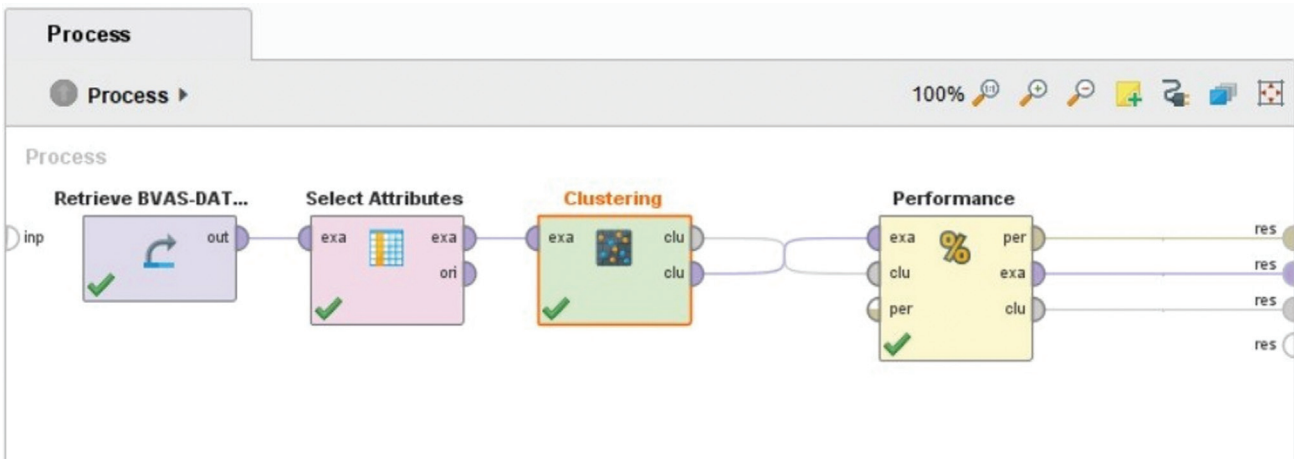 Process
Process
100%
Process
Retrieve BVAS-DAT...
Select Attributes
Clustering
Performance
inp
out
exa
exa
ori
exa
clu
clu
exa
per
clu
exa
per
clu
res
res
res
res